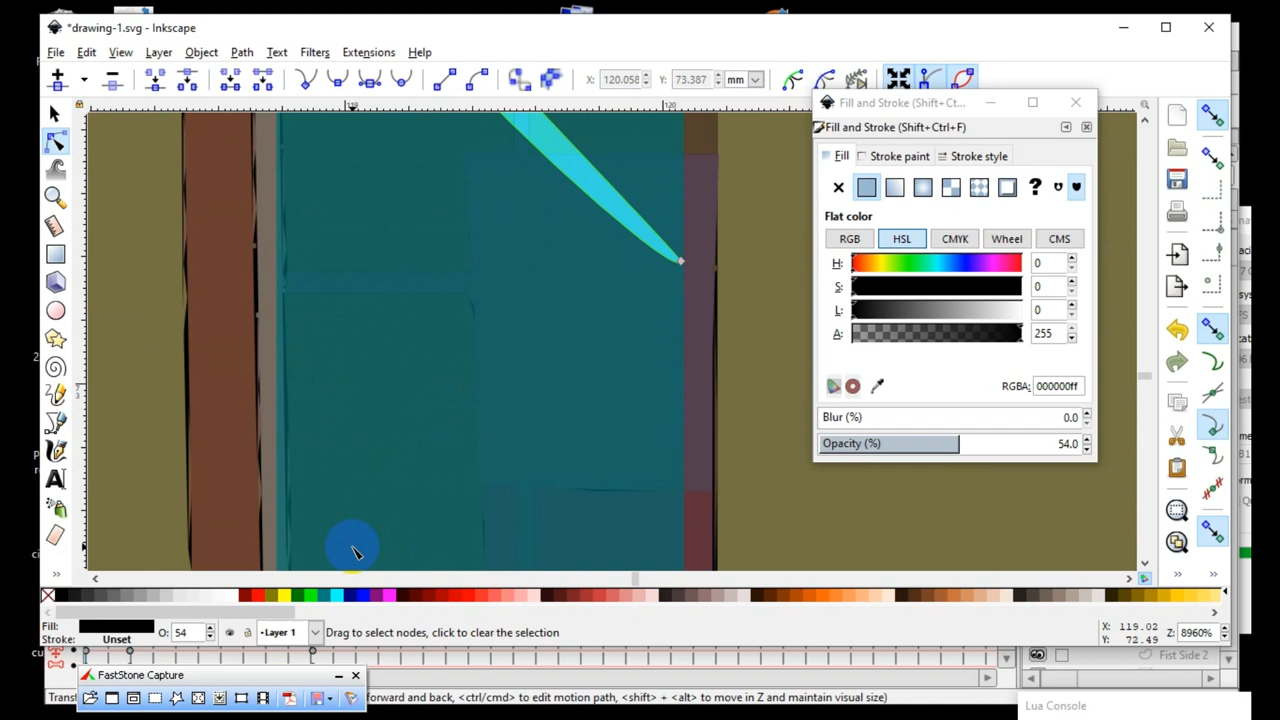 *drawing-1.svg - Inkscape
File Edit View Layer Object Path Text Filters Extensions Help
X: 120.058 Y: 73.387 mm
119 120
Fill and Stroke (Shift+Ct...
Fill and Stroke (Shift+Ctrl+F)
Fill Stroke paint Stroke style
?
Flat color
RGB HSL CMYK Wheel CMS
H: 0
S: 0
L: 0
A: 255
RGBA: 000000ff
Blur (%) 0.0
Opacity (%) 54.0
Fill:
Stroke: Unset
O: 54
Layer 1
Drag to select nodes, click to clear the selection
X: 119.02
Y: 72.49
Z: 8960%
Fist Side 2
FastStone Capture
Trans
forward and back, <ctrl/cmd> to edit motion path, <shift> + <alt> to move in Z and maintain visual size)
Lua Console